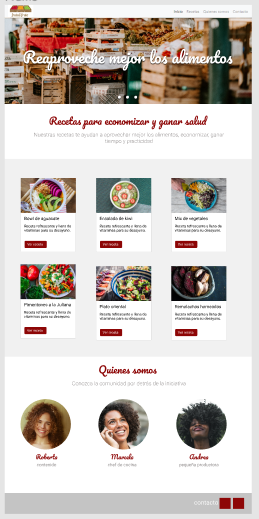 Inicio Recetas Quienes somos Contacto
Reaproveche mejor los alimentos
Recetas para economizar y ganar salud
Nuestras recetas te ayudan a aprovechar mejor los alimentos, economizar, ganar
tiempo y practicidad!
Bowl de aguacate
Receta refrescante y llena de
vitaminas para su desayuno.
Ver receta
Ensalada de kiwi
Receta refrescante y llena de
vitaminas para su desayuno.
Ver receta
Mix de vegetales
Receta refrescante y llena de
vitaminas para su desayuno.
Ver receta
Pimentones a la Juliana
Receta refrescante y llena de
vitaminas para su desayuno.
Ver receta
Plato oriental
Receta refrescante y llena de
vitaminas para su desayuno.
Ver receta
Remolachas horneadas
Receta refrescante y llena de
vitaminas para su desayuno.
Ver receta
Quienes somos
Conozca la comunidad por detrás de la iniciativa
Roberta
Marcela
chef de cocina
Andrea
pequeña productora
contacto